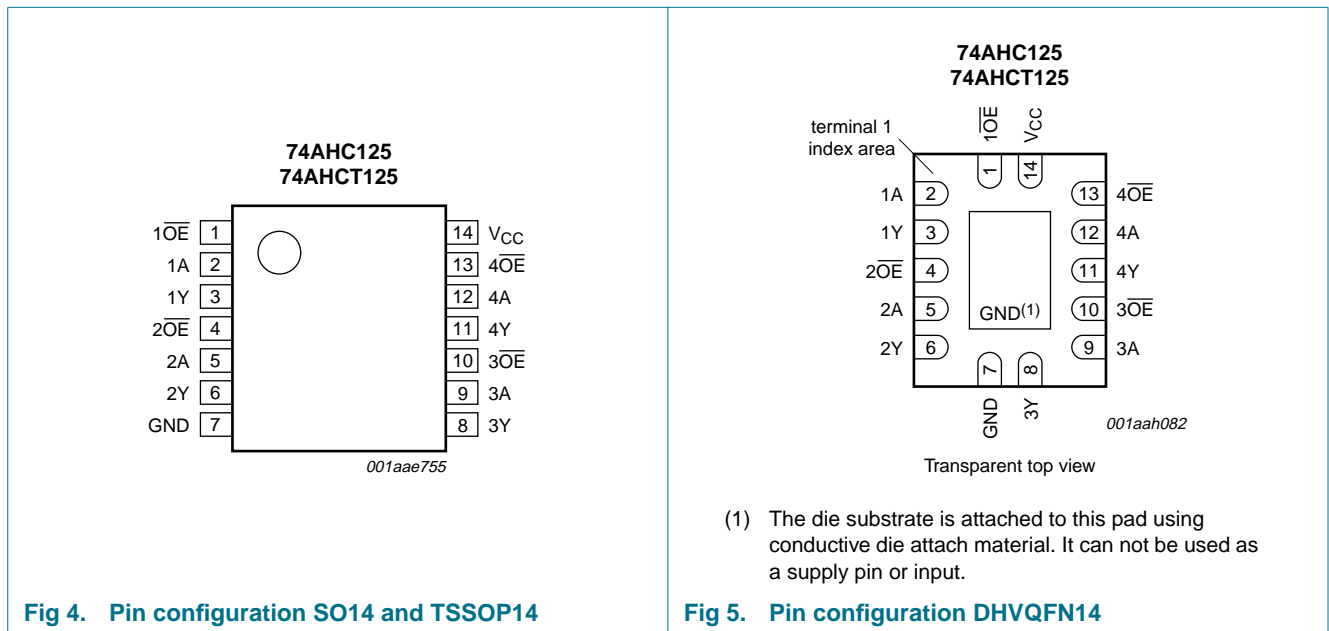 74AHC125
74AHCT125
1OE 1
1A 2
1Y 3
2OE 4
2A 5
2Y 6
GND 7
14 VCC
13 4OE
12 4A
11 4Y
10 3OE
9 3A
8 3Y
001aae755
Fig 4. Pin configuration SO14 and TSSOP14
74AHC125
74AHCT125
terminal 1
index area
1OE
VCC
1
14
1A 2
1Y 3
2OE 4
2A 5
2Y 6
13 4OE
12 4A
11 4Y
10 3OE
9 3A
GND(1)
7
8
GND
3Y
001aah082
Transparent top view
(1) The die substrate is attached to this pad using
conductive die attach material. It can not be used as
a supply pin or input.
Fig 5. Pin configuration DHVQFN14